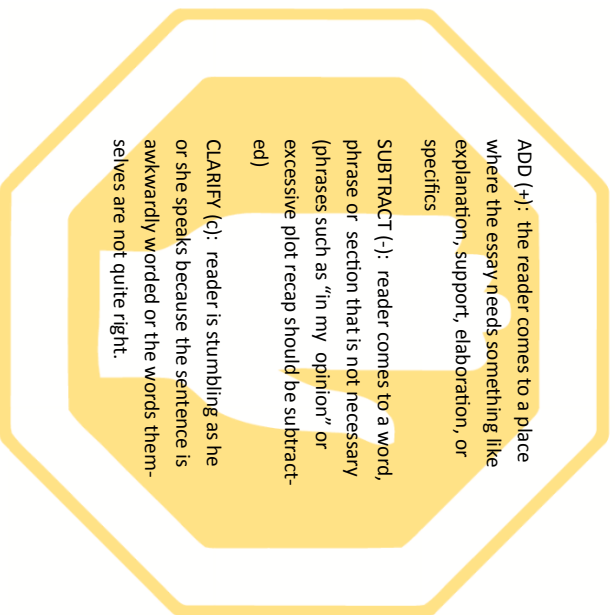 ADD (+): the reader comes to a place
where the essay needs something like
explanation, support, elaboration, or
specifics
SUBTRACT (-): reader comes to a word,
phrase or section that is not necessary
(phrases such as “in my opinion” or
excessive plot recap should be subtract-
ed)
CLARIFY (c): reader is stumbling as he
or she speaks because the sentence is
awkwardly worded or the words them-
selves are not quite right.